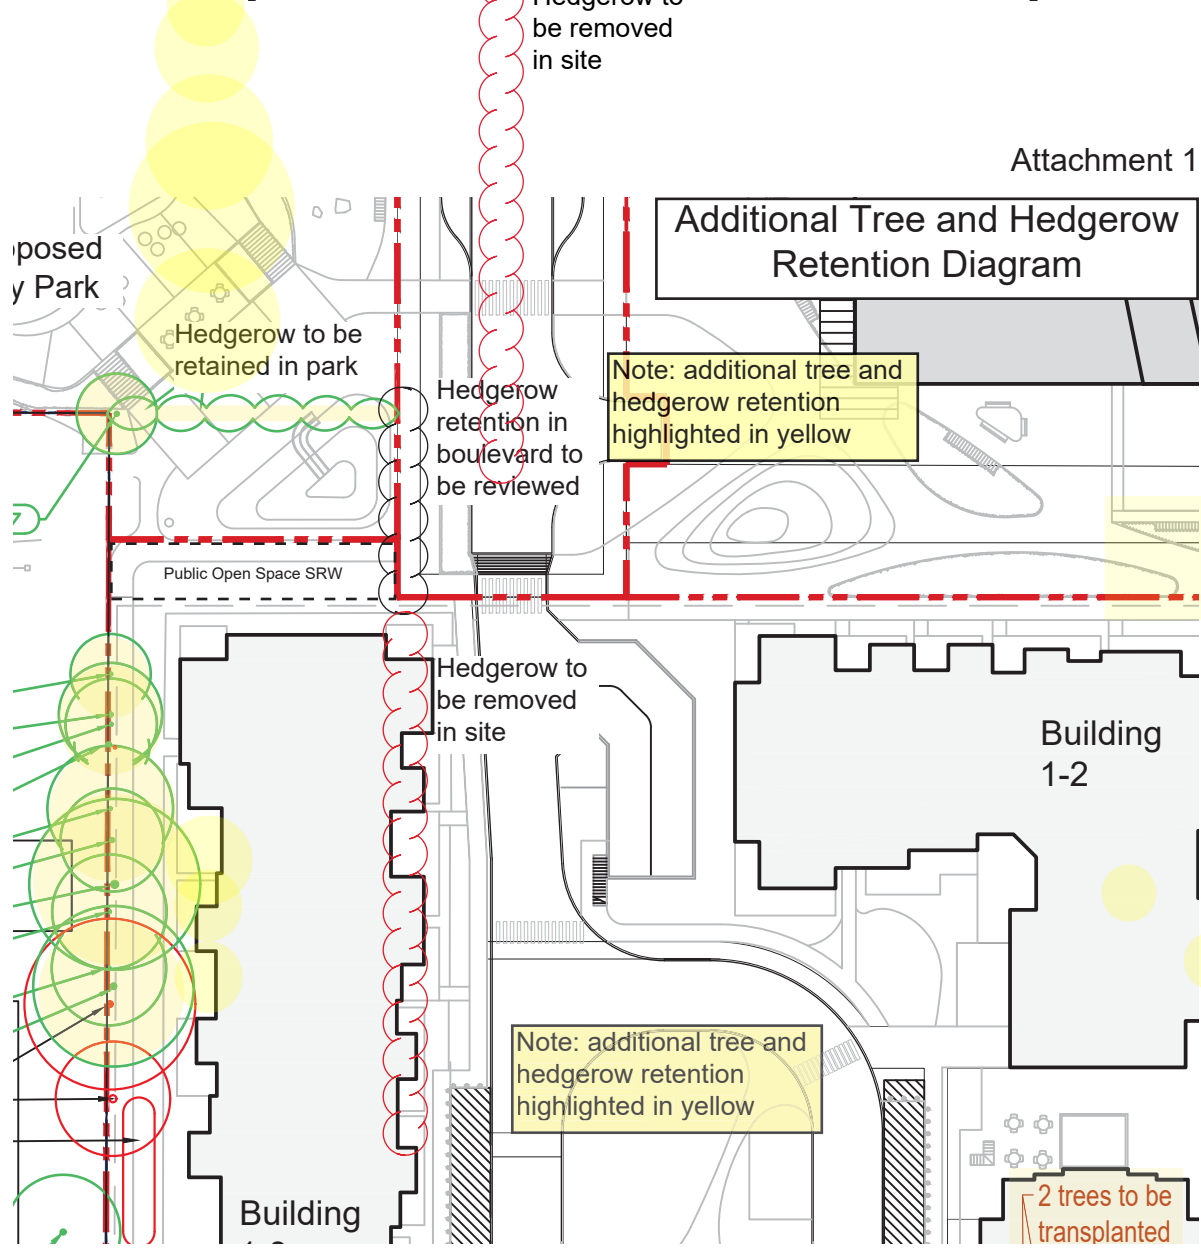 Hedgerow to
be removed
in site
Attachment 1
Additional Tree and Hedgerow
Retention Diagram
y Park
Hedgerow to be
retained in park
Hedgerow
retention in
boulevard to
be reviewed
Note: additional tree and
hedgerow retention
highlighted in yellow
7
Public Open Space SRW
Hedgerow to
be removed
in site
Building
1-2
Note: additional tree and
hedgerow retention
highlighted in yellow
Building
2 trees to be
transplanted